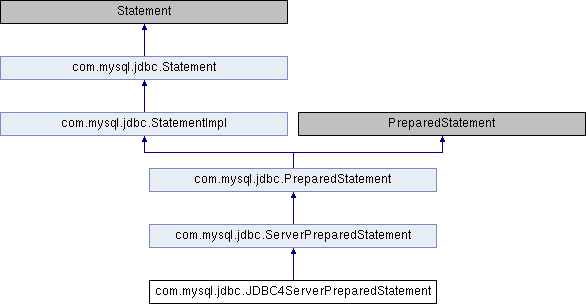 Statement
com.mysql.jdbc.Statement
com.mysql.jdbc.StatementImpl
PreparedStatement
com.mysql.jdbc.PreparedStatement
com.mysql.jdbc.ServerPreparedStatement
com.mysql.jdbc.JDBC4ServerPreparedStatement